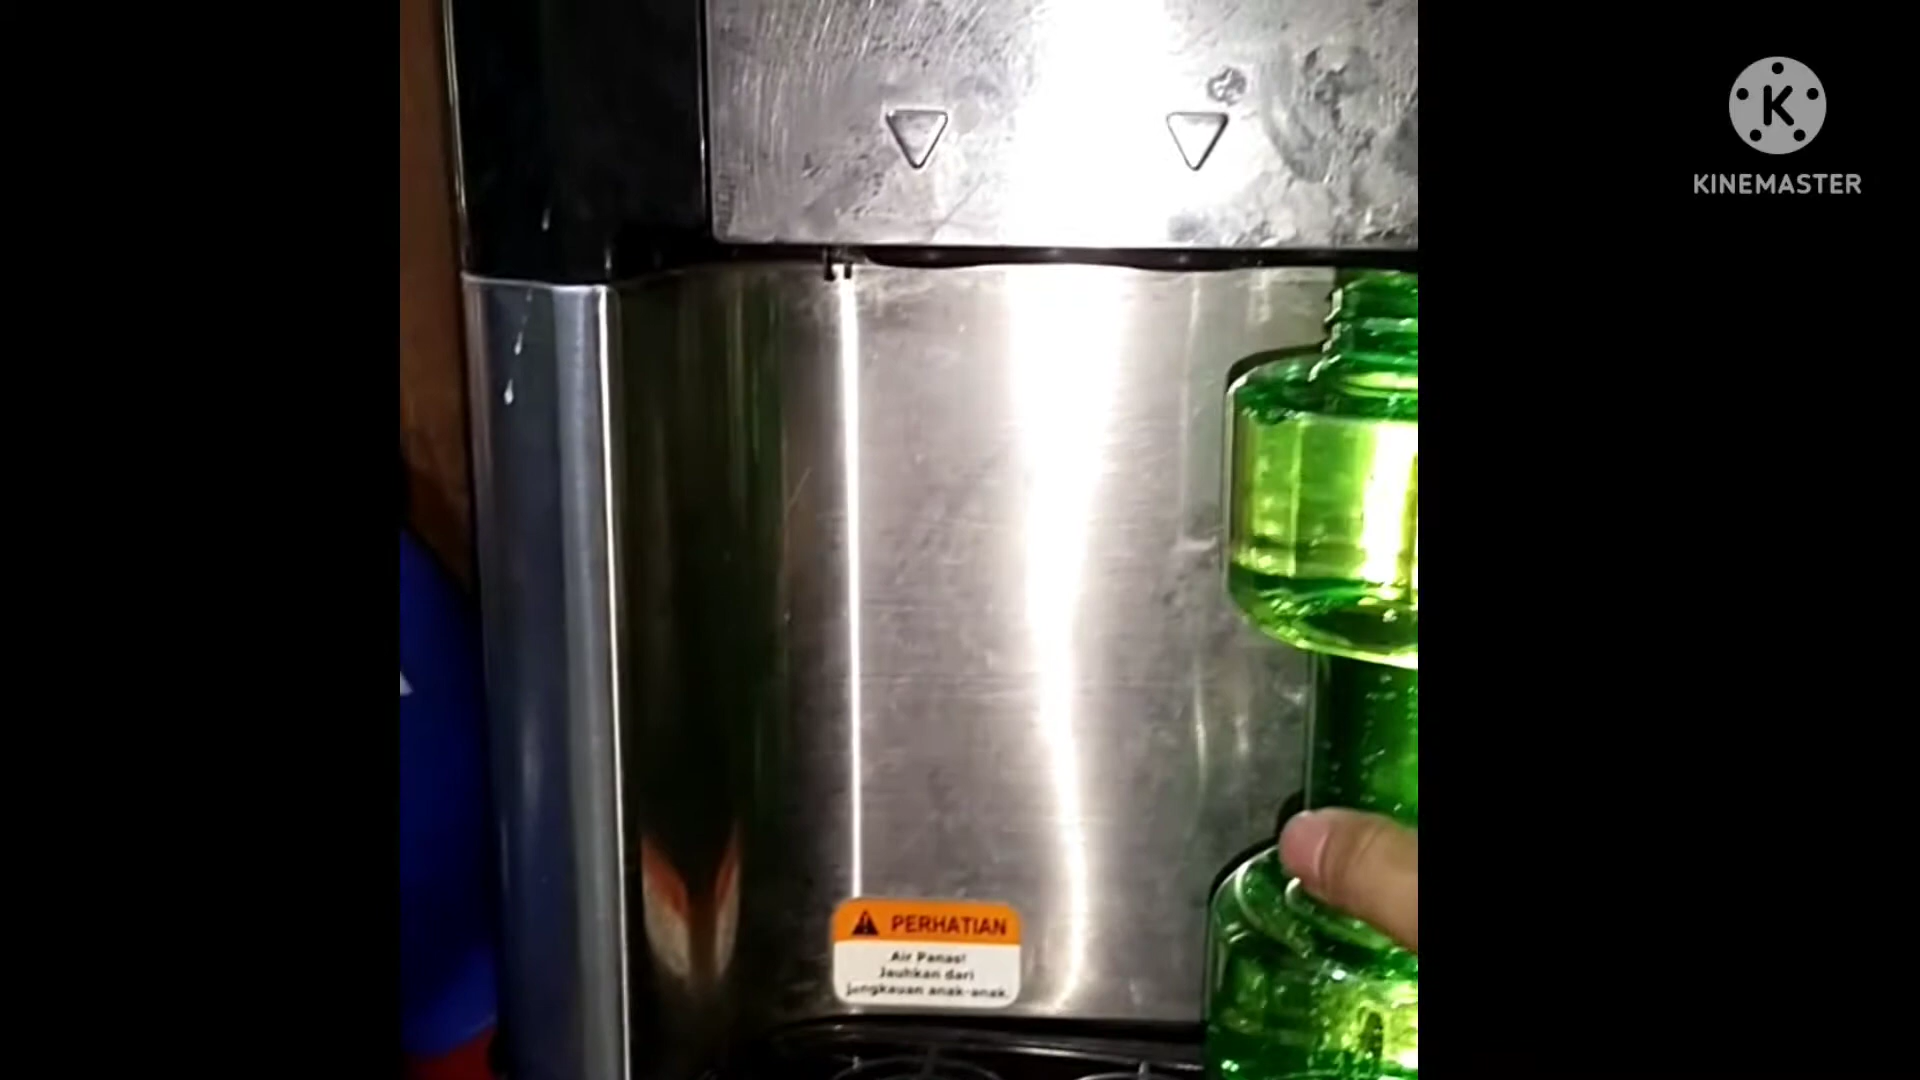 KINEMASTER
PERHATIAN
Air Panas!
Jauhkan dari
jangkauan anak-anak.